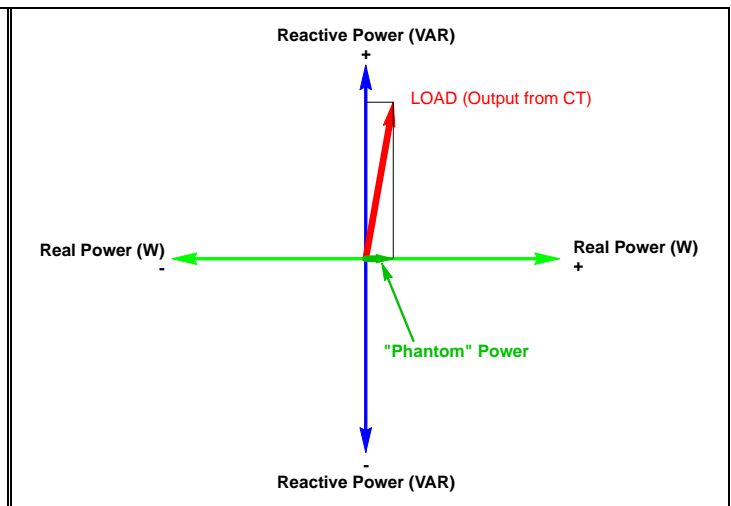 Reactive Power (VAR)
+
LOAD (Output from CT)
Real Power (W)
-
Real Power (W)
+
"Phantom" Power
-
Reactive Power (VAR)